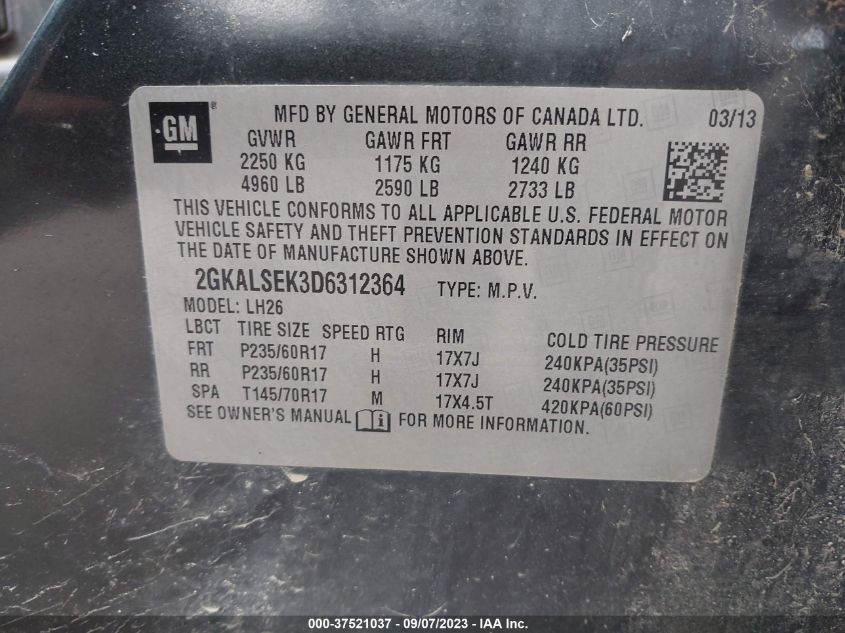 GM ® MFD BY GENERAL MOTORS OF CANADA LTD. 03/13
GVWR GAWR FRT GAWR RR
2250 KG 1175 KG 1240 KG
4960 LB 2590 LB 2733 LB
THIS VEHICLE CONFORMS TO ALL APPLICABLE U.S. FEDERAL MOTOR
VEHICLE SAFETY AND THEFT PREVENTION STANDARDS IN EFFECT ON
THE DATE OF MANUFACTURE SHOWN ABOVE.
2GKALSEK3D6312364 TYPE: M.P.V.
MODEL: LH26
LBCT TIRE SIZE SPEED RTG RIM COLD TIRE PRESSURE
FRT P235/60R17 H 17X7J 240KPA(35PSI)
RR P235/60R17 H 17X7J 240KPA(35PSI)
SPA T145/70R17 M 17X4.5T 420KPA(60PSI)
SEE OWNER'S MANUAL i FOR MORE INFORMATION.
000-37521037 - 09/07/2023 - IAA Inc.